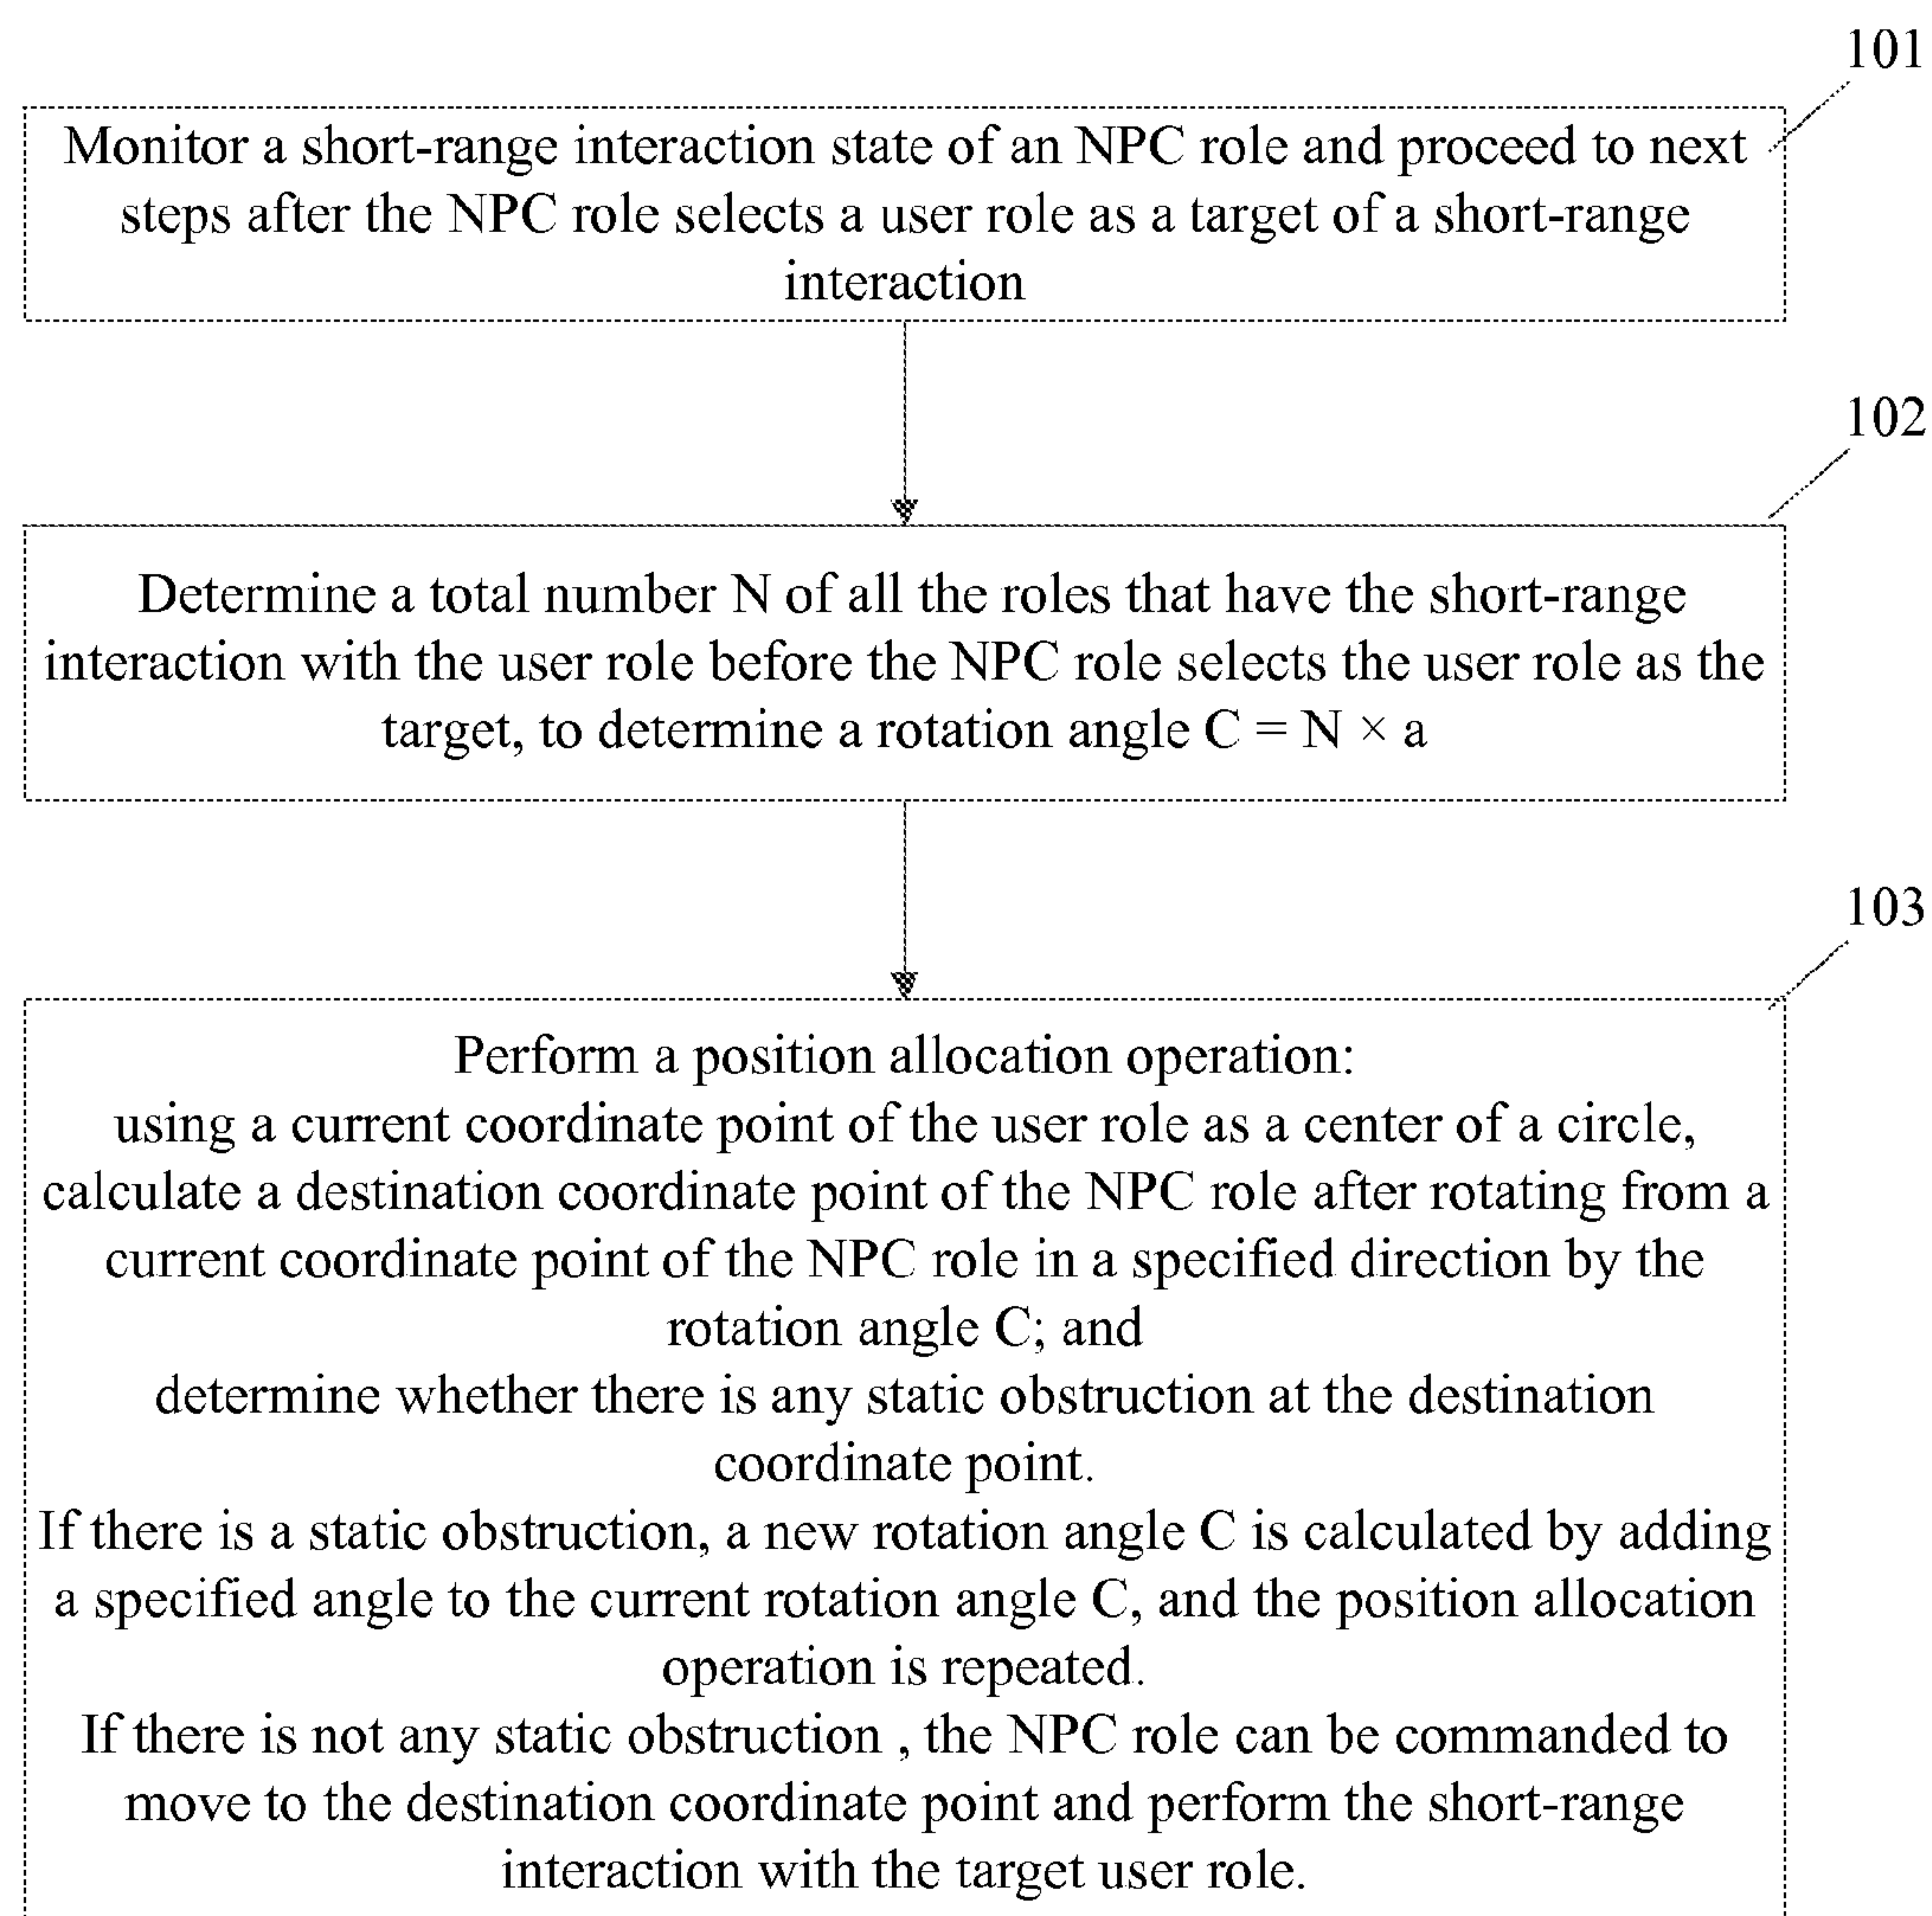 101
Monitor a short-range interaction state of an NPC role and proceed to next
steps after the NPC role selects a user role as a target of a short-range
interaction
102
Determine a total number N of all the roles that have the short-range
interaction with the user role before the NPC role selects the user role as the
target, to determine a rotation angle C = N × a
103
Perform a position allocation operation:
using a current coordinate point of the user role as a center of a circle,
calculate a destination coordinate point of the NPC role after rotating from a
current coordinate point of the NPC role in a specified direction by the
rotation angle C; and
determine whether there is any static obstruction at the destination
coordinate point.
If there is a static obstruction, a new rotation angle C is calculated by adding
a specified angle to the current rotation angle C, and the position allocation
operation is repeated.
If there is not any static obstruction , the NPC role can be commanded to
move to the destination coordinate point and perform the short-range
interaction with the target user role.